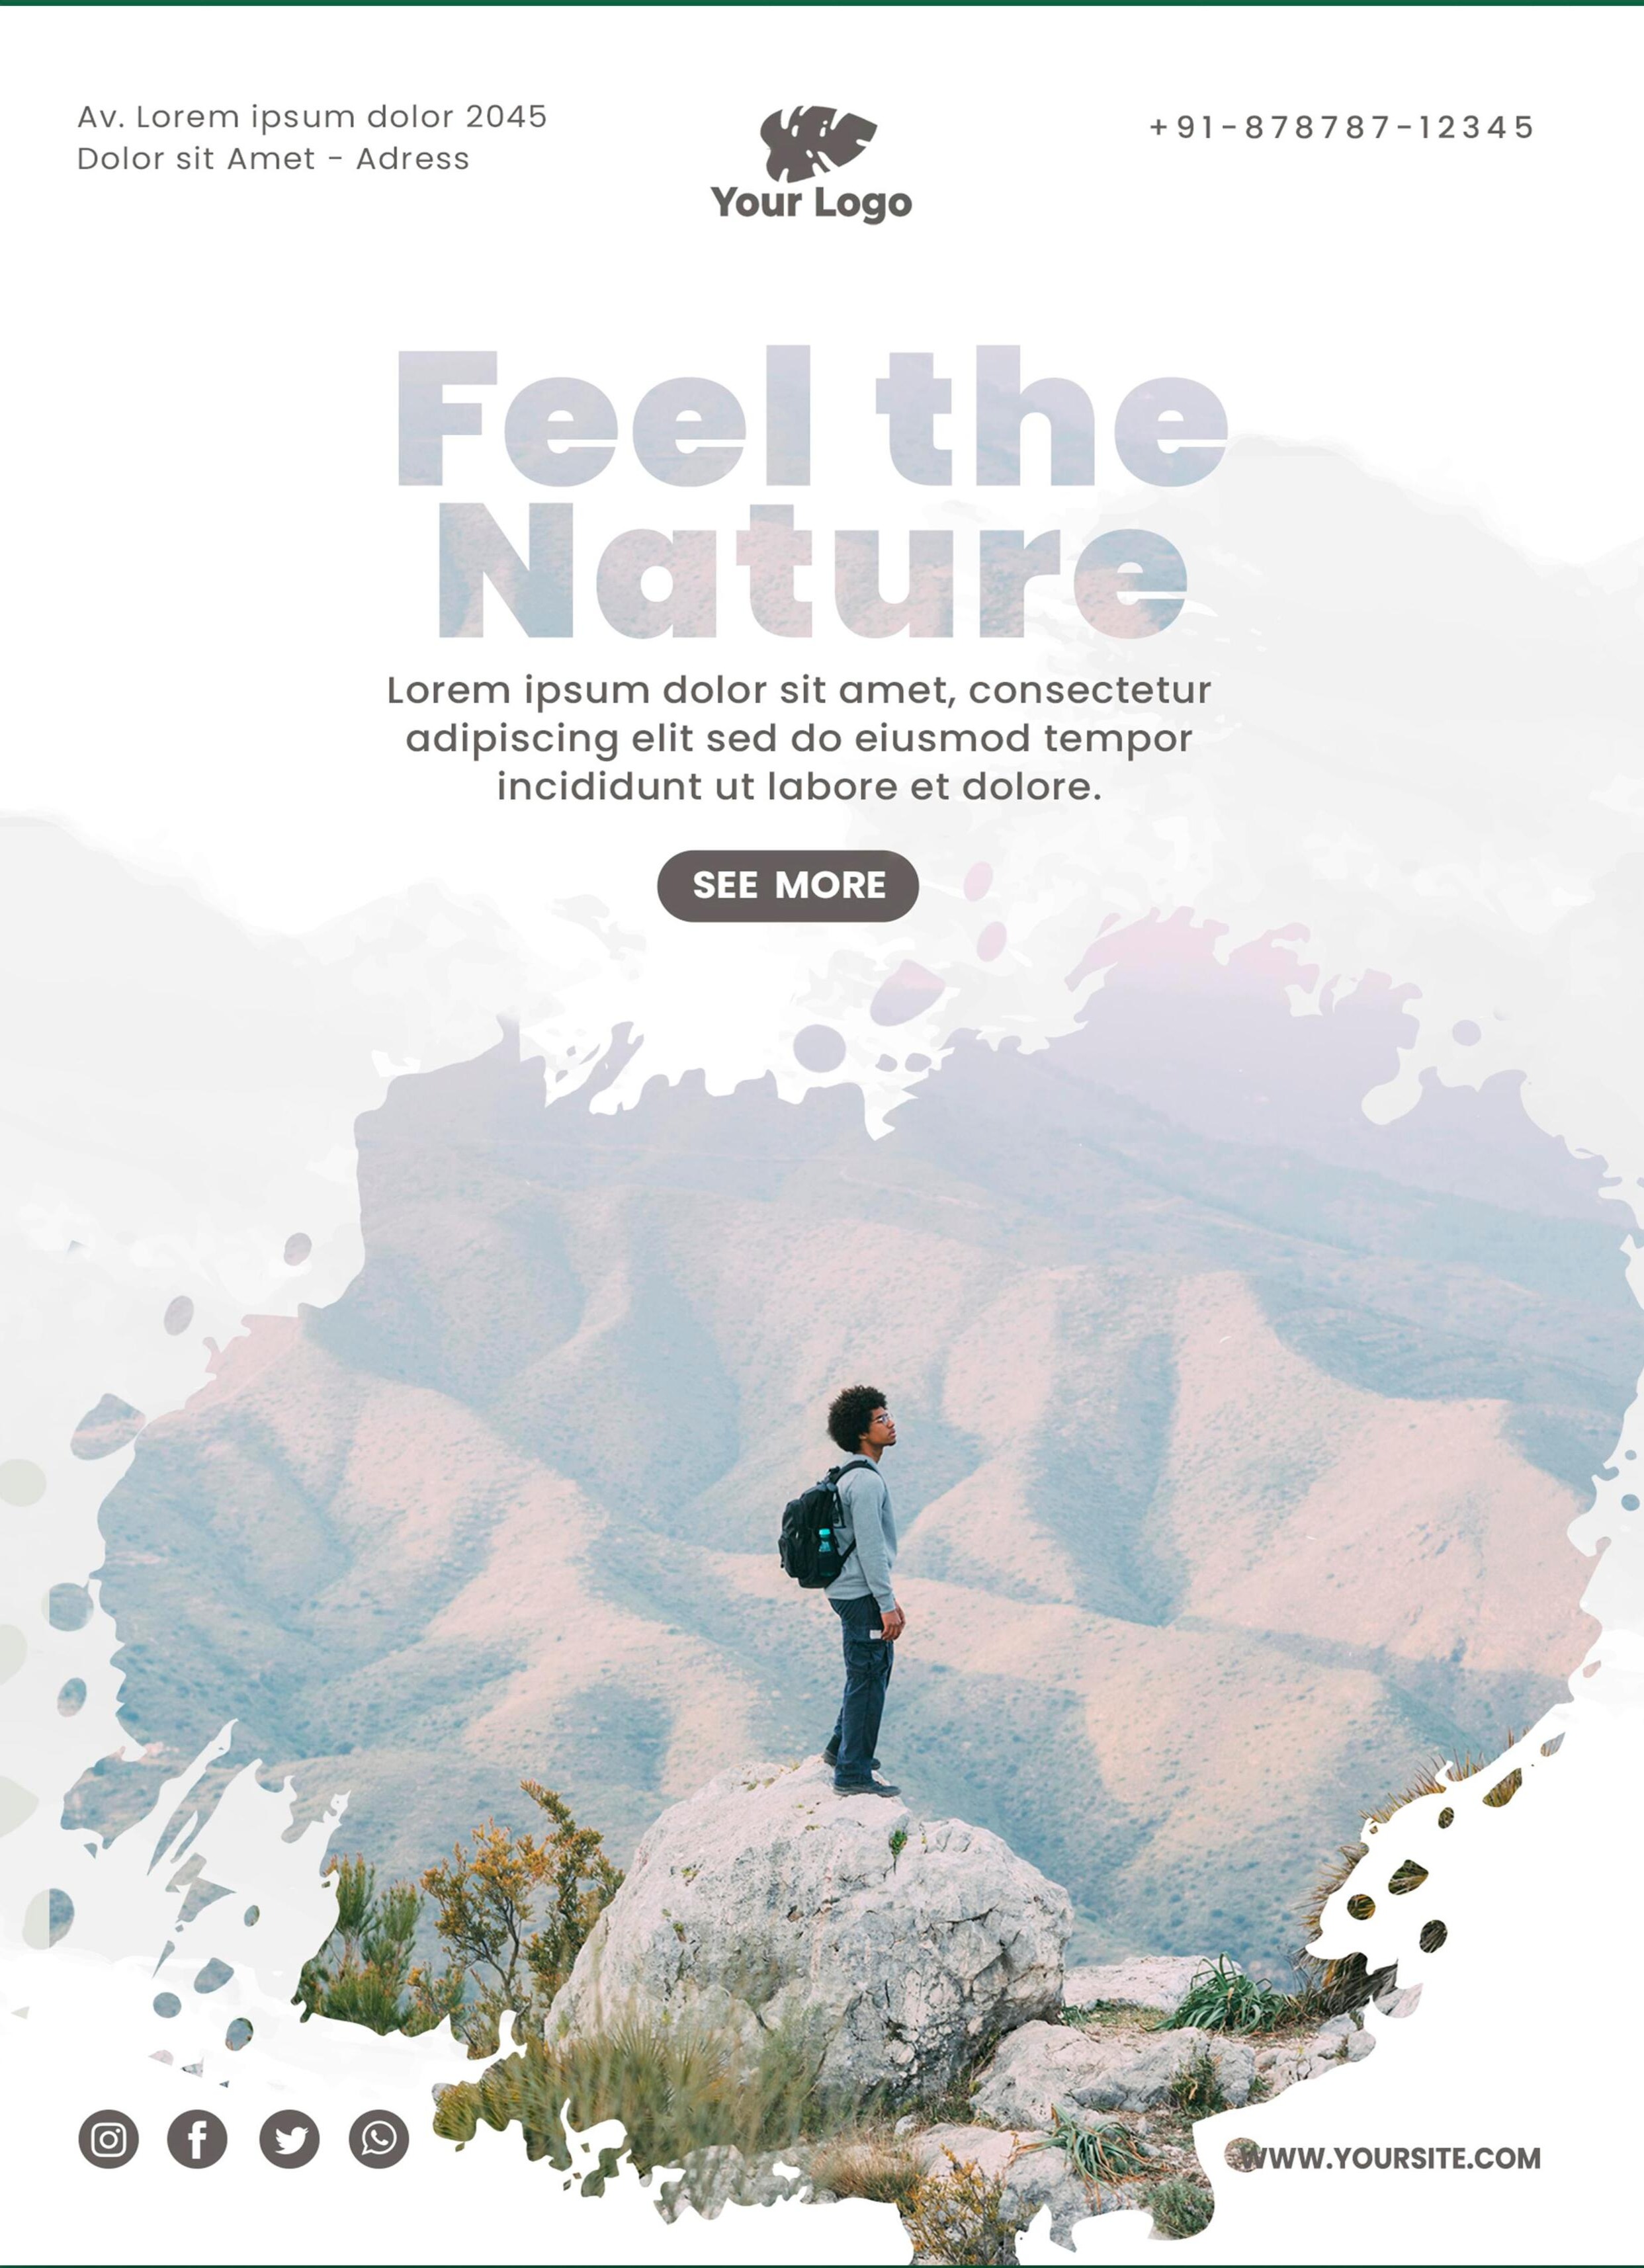 Av. Lorem ipsum dolor 2045
Dolor sit Amet - Adress
Your Logo
+91-878787-12345
Feel the
Nature
Lorem ipsum dolor sit amet, consectetur
adipiscing elit sed do eiusmod tempor
incididunt ut labore et dolore.
SEE MORE
WWW.YOURSITE.COM